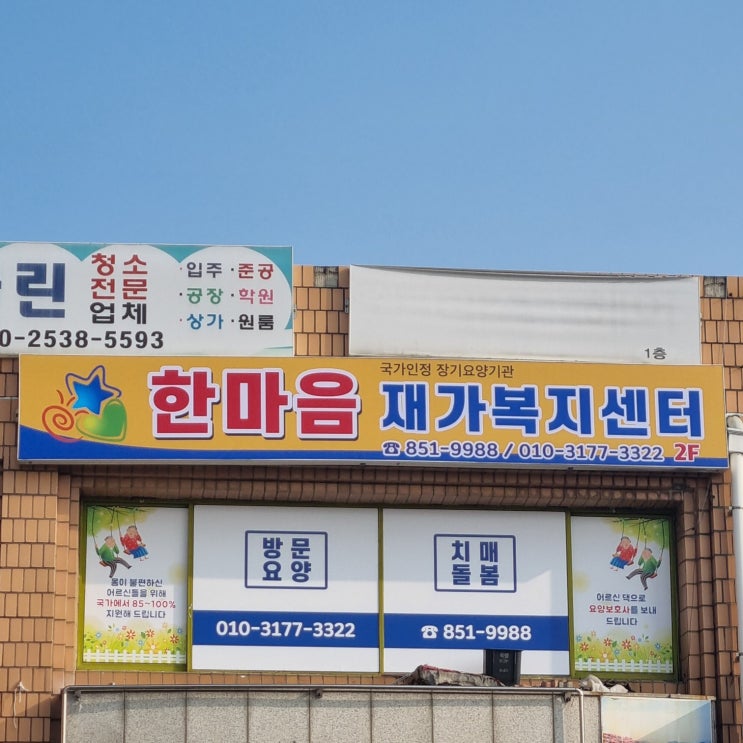 린
청소
전문
업체
·입주 ·준공
·공장 ·학원
·상가 ·원룸
0-2538-5593
1층
국가인정 장기요양기관
한마음 재가복지센터
☎ 851-9988 / 010-3177-3322 2F
몸이 불편하신
어르신들을 위해
국가에서 85~100%
지원해 드립니다
방문
요양
010-3177-3322
치매
돌봄
☎ 851-9988
어르신 댁으로
요양보호사를 보내
드립니다